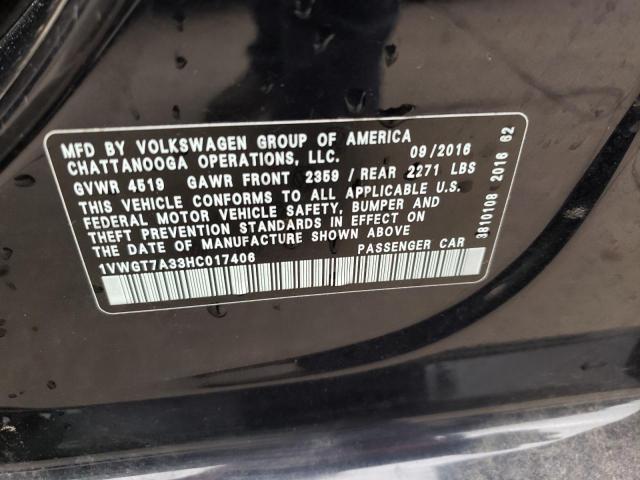 MFD BY VOLKSWAGEN GROUP OF AMERICA
CHATTANOOGA OPERATIONS, LLC. 09/2016
GVWR 4519 GAWR FRONT 2359 / REAR 2271 LBS
THIS VEHICLE CONFORMS TO ALL APPLICABLE U.S.
FEDERAL MOTOR VEHICLE SAFETY, BUMPER AND
THEFT PREVENTION STANDARDS IN EFFECT ON
THE DATE OF MANUFACTURE SHOWN ABOVE
1VWGT7A33HC017406 PASSENGER CAR
3810108 2016 62